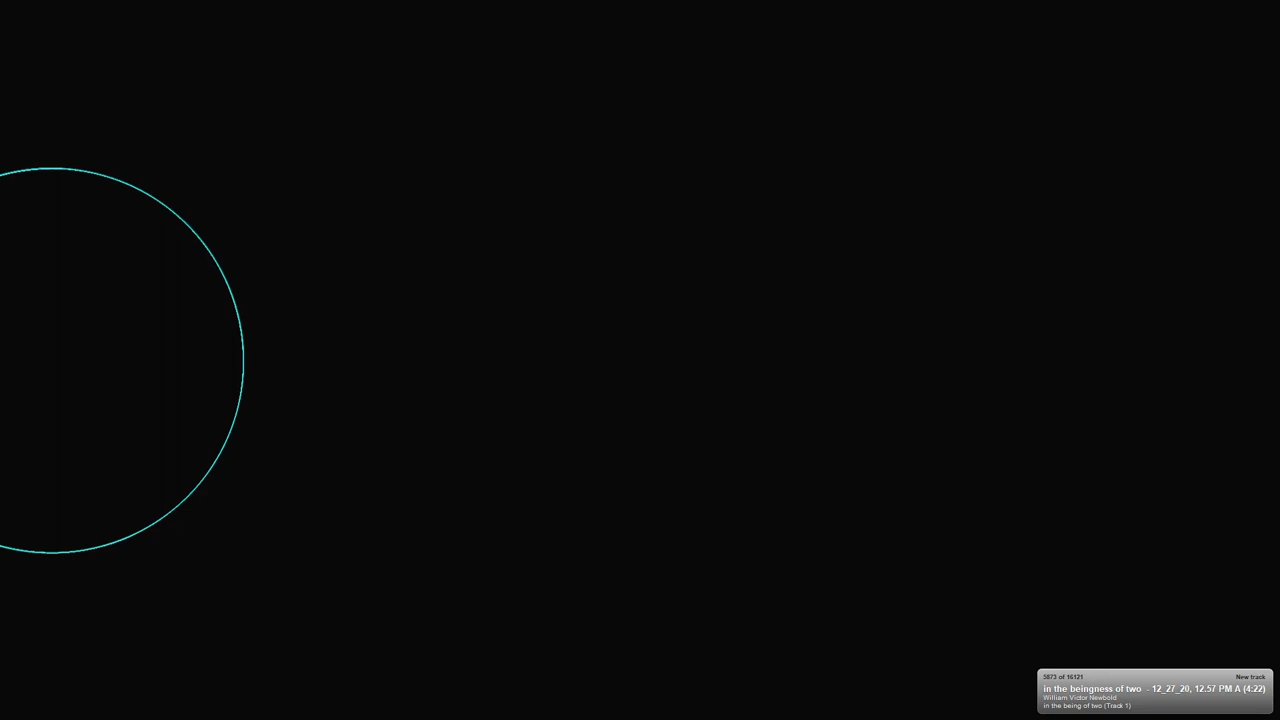 5873 of 16121 New track
in the beingness of two - 12_27_20, 12.57 PM A (4:22)
William Victor Newbold
in the being of two (Track 1)